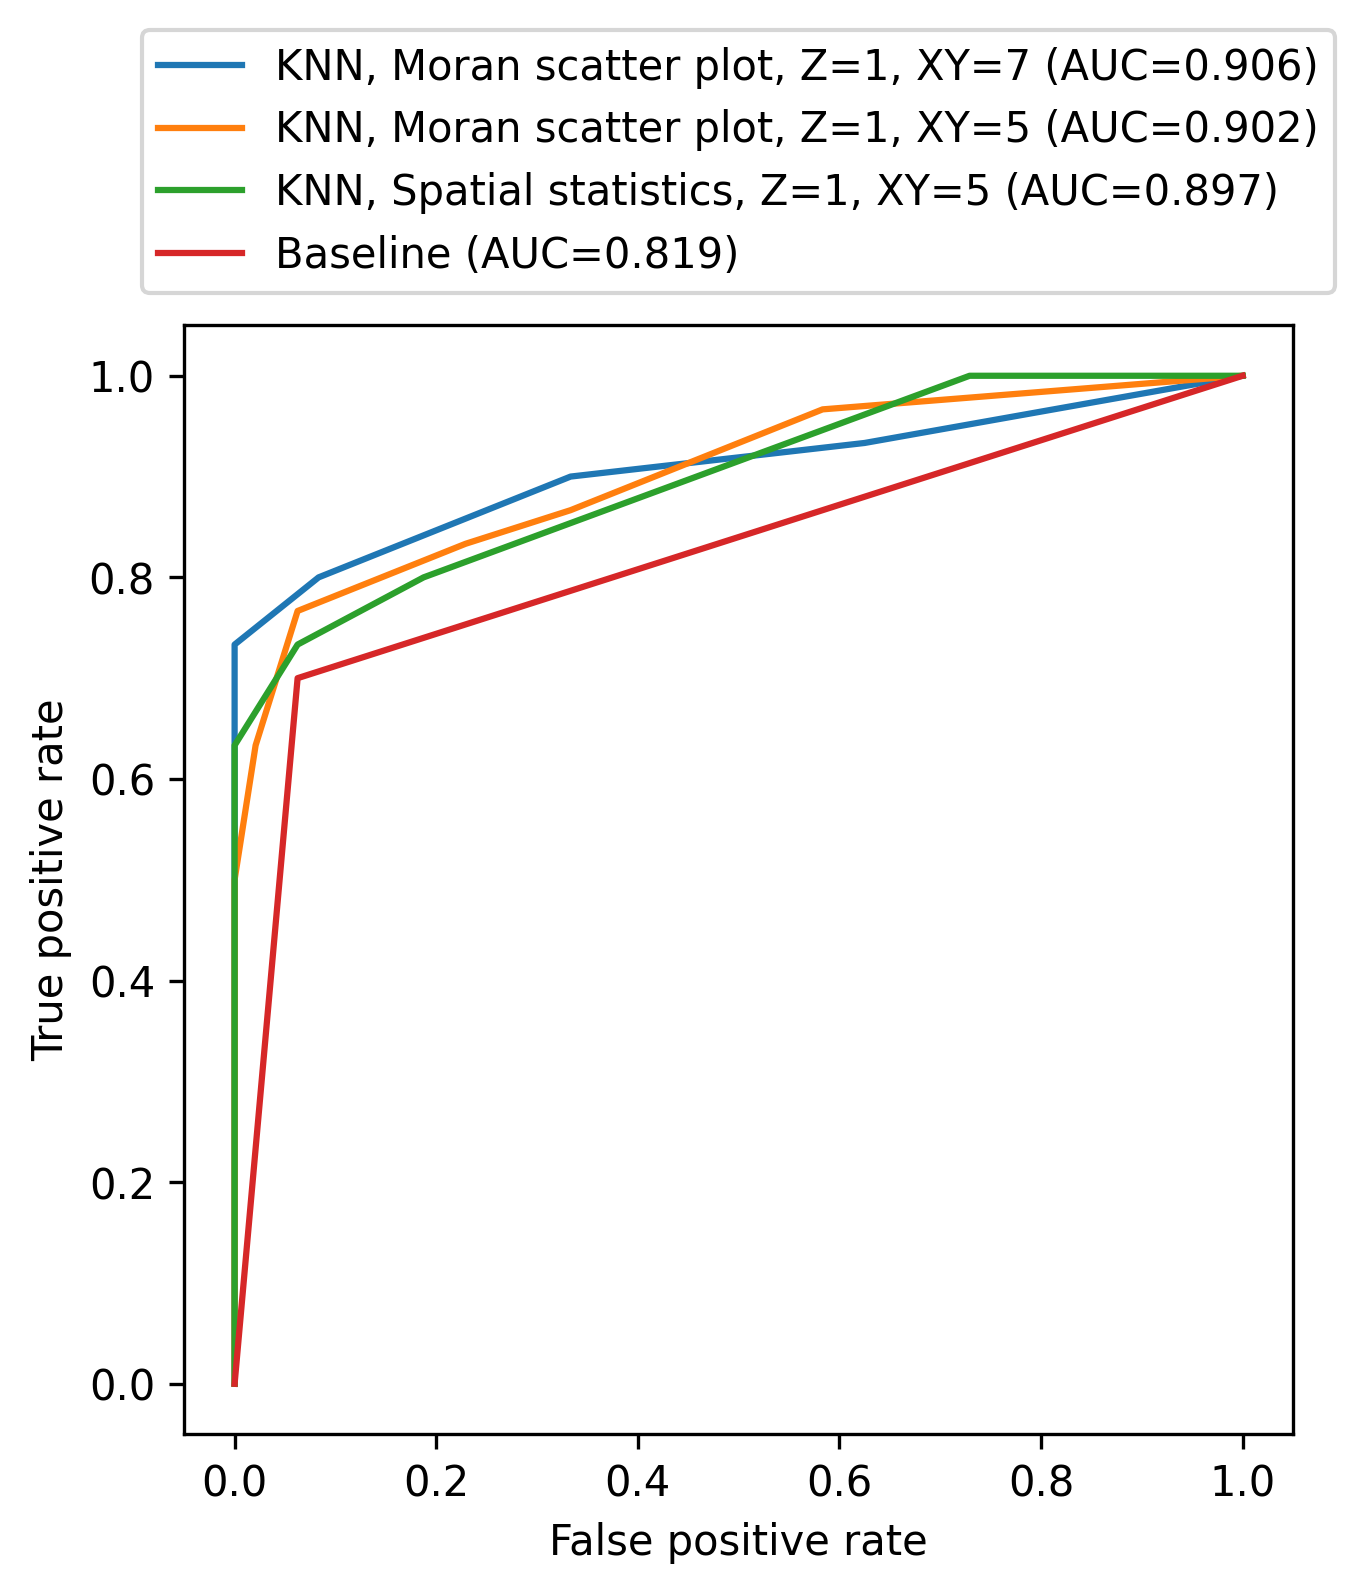 KNN, Moran scatter plot, Z=1, XY=7 (AUC=0.906)
KNN, Moran scatter plot, Z=1, XY=5 (AUC=0.902)
KNN, Spatial statistics, Z=1, XY=5 (AUC=0.897)
Baseline (AUC=0.819)
1.0
0.8
0.6
0.4
0.2
0.0
True positive rate
0.0 0.2 0.4 0.6 0.8 1.0
False positive rate